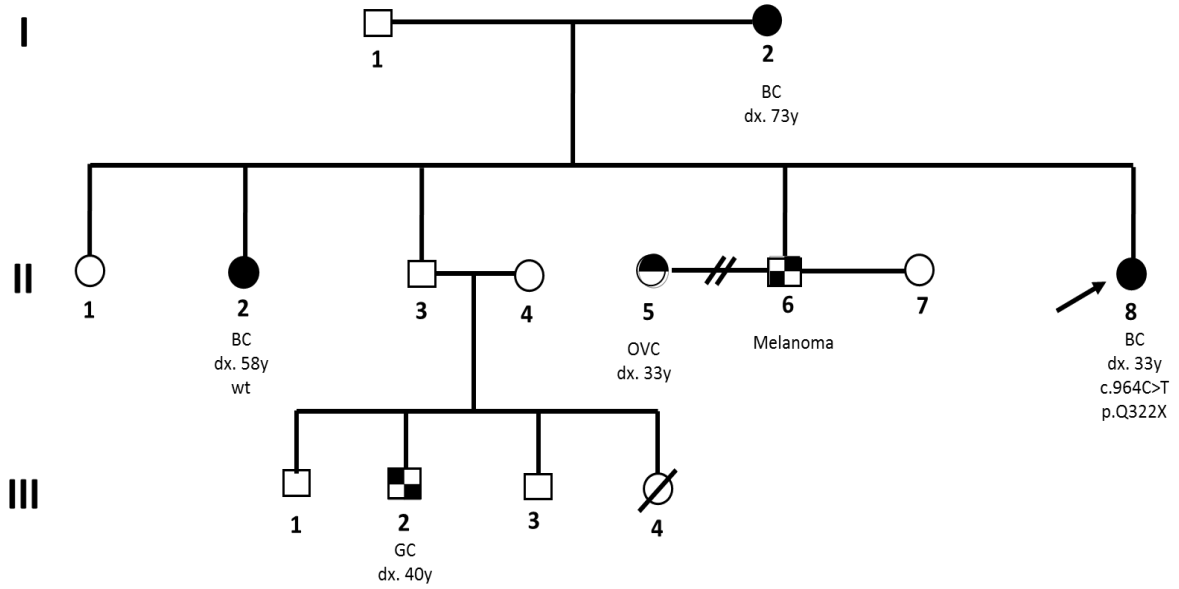 I
1
2
BC
dx. 73y
II
1
2
BC
dx. 58y
wt
3
4
5
OVC
dx. 33y
6
Melanoma
7
8
BC
dx. 33y
c.964C>T
p.Q322X
III
1
2
GC
dx. 40y
3
4